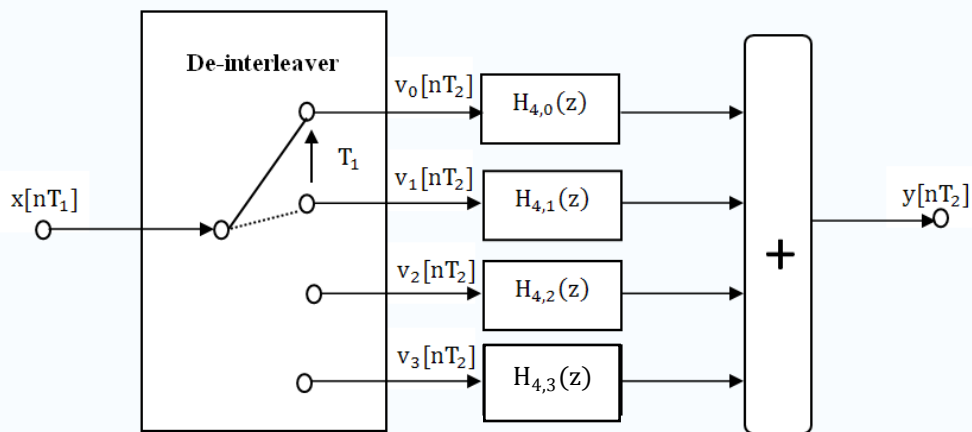 De-interleaver
v₀[nT₂]
H₄,₀(z)
T₁
x[nT₁]
v₁[nT₂]
H₄,₁(z)
y[nT₂]
+
v₂[nT₂]
H₄,₂(z)
v₃[nT₂]
H₄,₃(z)